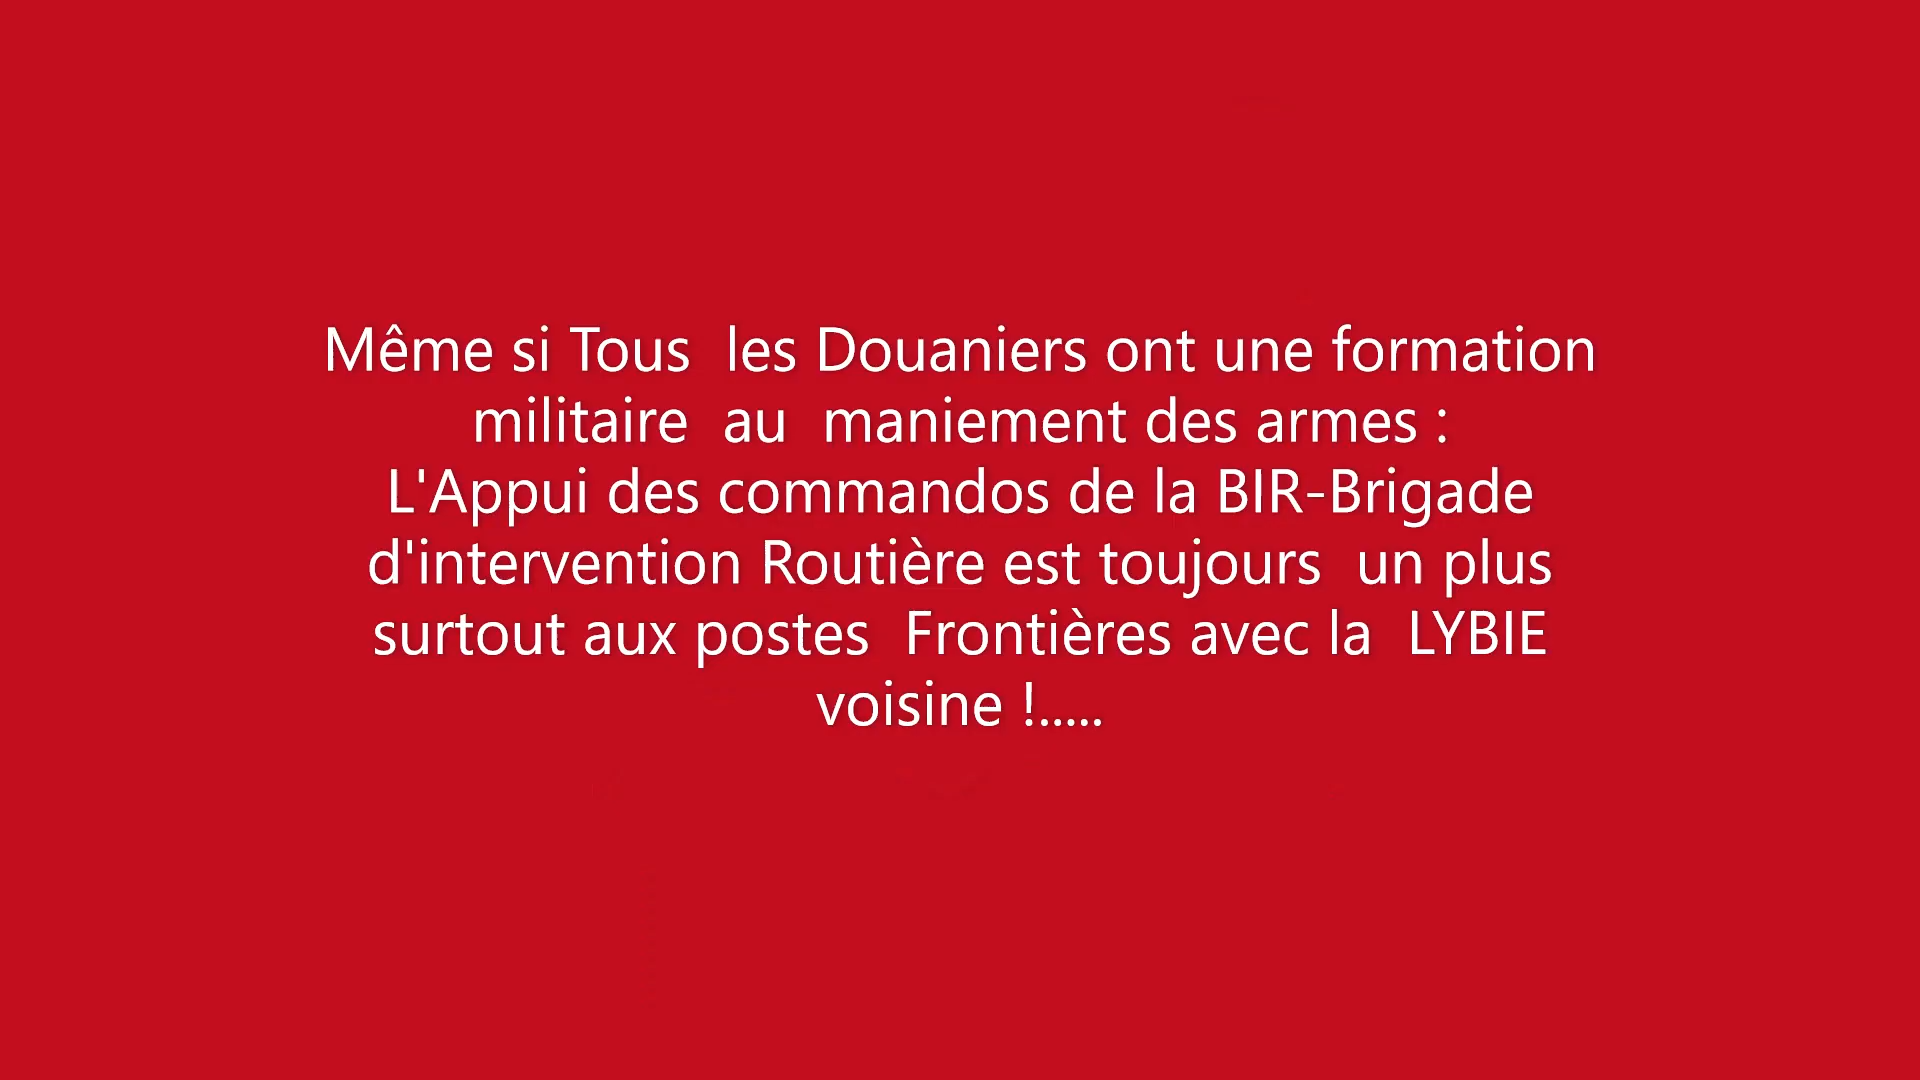 Même si Tous  les Douaniers ont une formation
militaire  au  maniement des armes :
L'Appui des commandos de la BIR-Brigade
d'intervention Routière est toujours  un plus
surtout aux postes  Frontières avec la  LYBIE
voisine !.....